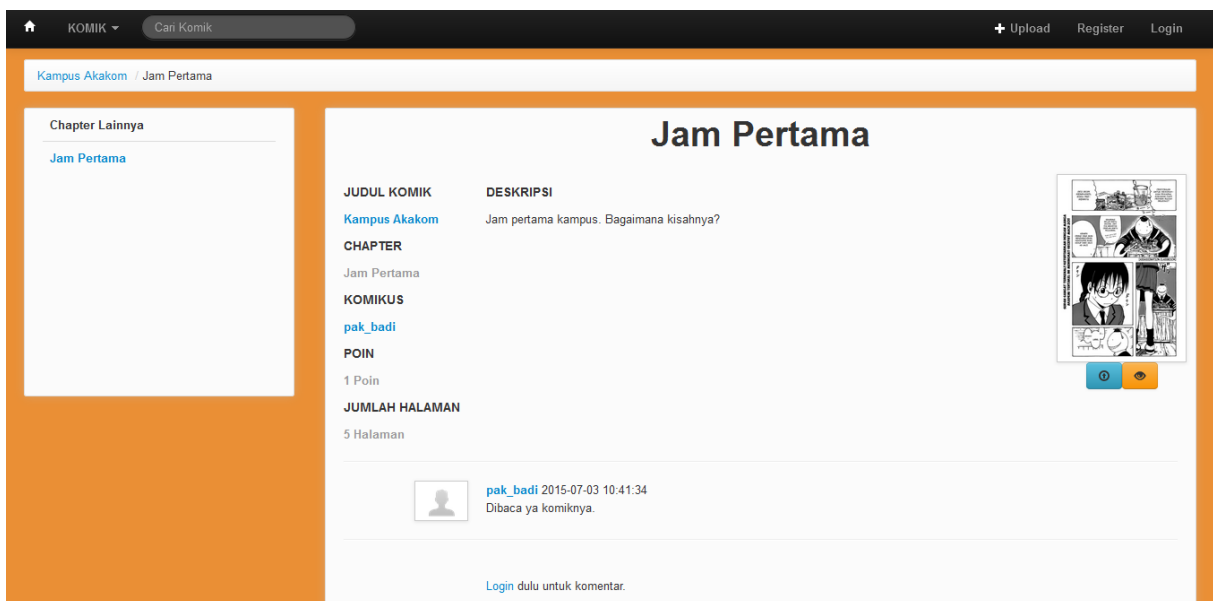 KOMIK
Cari Komik
Upload Register Login
Kampus Akakom / Jam Pertama
Chapter Lainnya
Jam Pertama
Jam Pertama
JUDUL KOMIK
Kampus Akakom
CHAPTER
Jam Pertama
KOMIKUS
pak_badi
POIN
1 Poin
JUMLAH HALAMAN
5 Halaman
DESKRIPSI
Jam pertama kampus. Bagaimana kisahnya?
pak_badi 2015-07-03 10:41:34
Dibaca ya komiknya.
Login dulu untuk komentar.